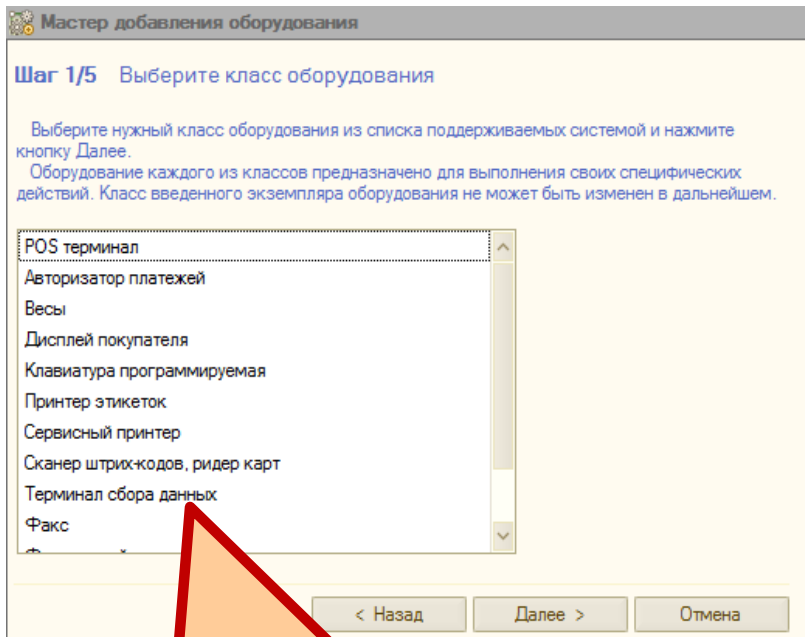 Мастер добавления оборудования
Шаг 1/5 Выберите класс оборудования
Выберите нужный класс оборудования из списка поддерживаемых системой и нажмите
кнопку Далее.
Оборудование каждого из классов предназначено для выполнения своих специфических
действий. Класс введенного экземпляра оборудования не может быть изменен в дальнейшем.
POS терминал
Авторизатор платежей
Весы
Дисплей покупателя
Клавиатура программируемая
Принтер этикеток
Сервисный принтер
Сканер штрих-кодов, ридер карт
Терминал сбора данных
Факс
< Назад
Далее >
Отмена